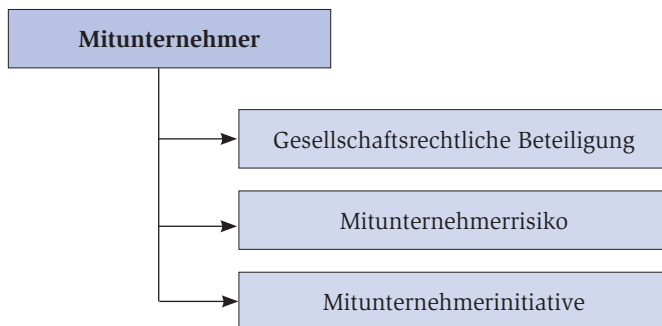 Mitunternehmer
Gesellschaftsrechtliche Beteiligung
Mitunternehmerrisiko
Mitunternehmerinitiative